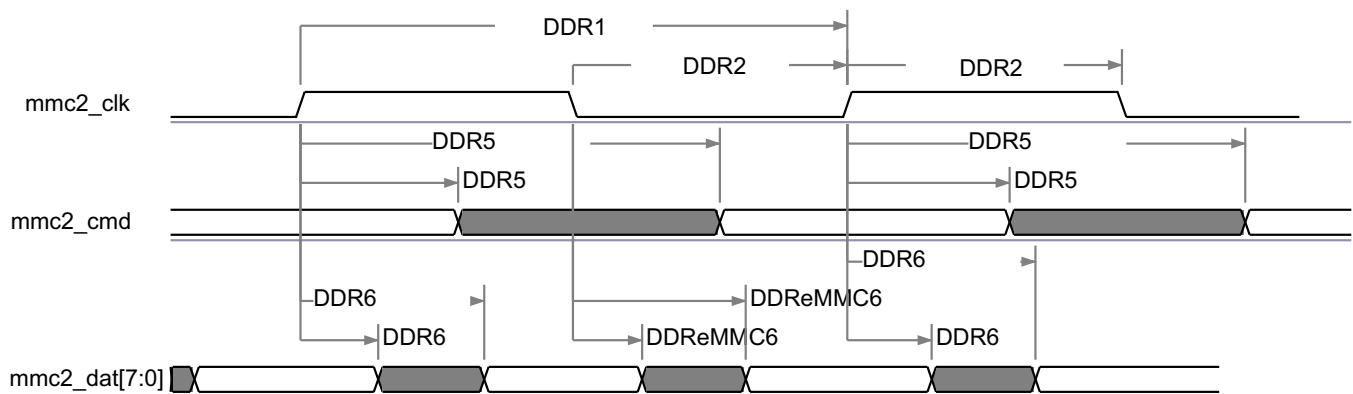 DDR1
DDR2 DDR2
mmc2_clk
DDR5 DDR5
DDR5 DDR5
mmc2_cmd
DDR6
DDR6 DDReMMC6
DDR6 DDReMMC6 DDR6
mmc2_dat[7:0]